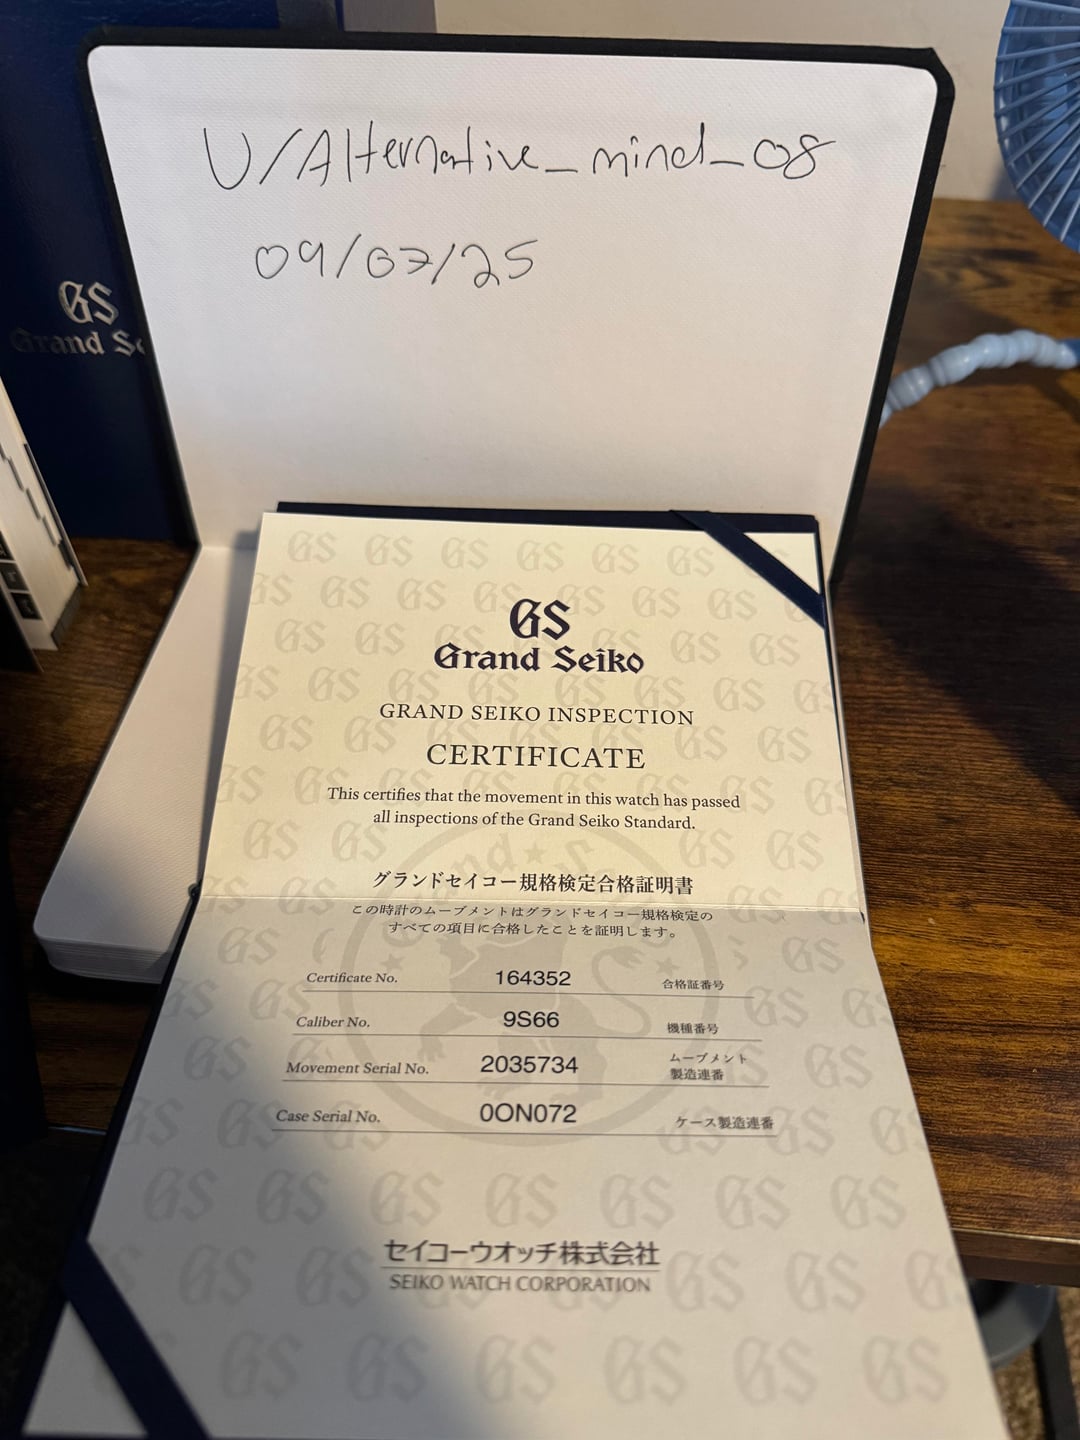 U/Alternative_mind_08
09/07/25
GS
Grand Se
GS
Grand Seiko
GRAND SEIKO INSPECTION
CERTIFICATE
This certifies that the movement in this watch has passed
all inspections of the Grand Seiko Standard.
グランドセイコー規格検定合格証明書
この時計のムーブメントはグランドセイコー規格検定の
すべての項目に合格したことを証明します。
Certificate No. 164352 合格証番号
Caliber No. 9S66 機種番号
Movement Serial No. 2035734 ムーブメント
製造連番
Case Serial No. 0ON072 ケース製造連番
セイコーウオッチ株式会社
SEIKO WATCH CORPORATION